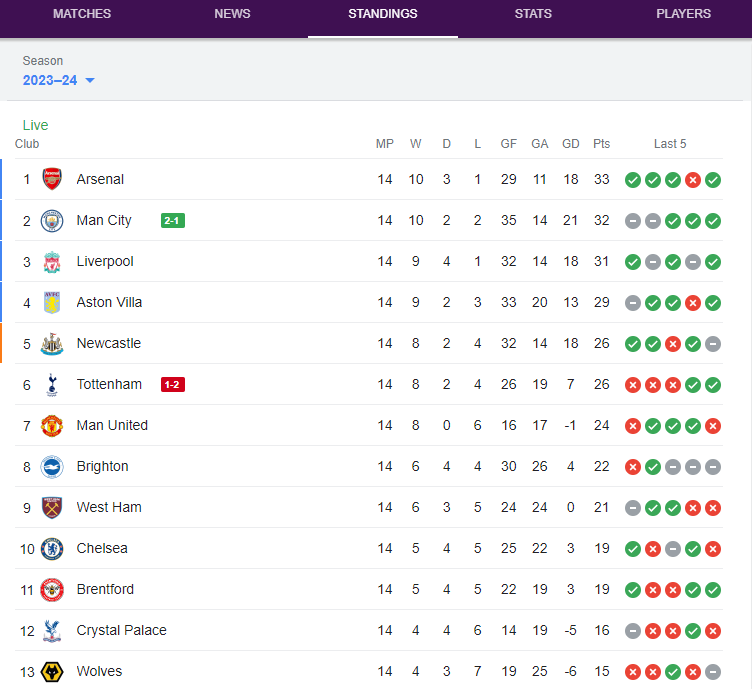 MATCHES NEWS STANDINGS STATS PLAYERS
Season
2023–24
Live
Club MP W D L GF GA GD Pts Last 5
1 Arsenal 14 10 3 1 29 11 18 33
2 Man City 2-1 14 10 2 2 35 14 21 32
3 Liverpool 14 9 4 1 32 14 18 31
4 Aston Villa 14 9 2 3 33 20 13 29
5 Newcastle 14 8 2 4 32 14 18 26
6 Tottenham 1-2 14 8 2 4 26 19 7 26
7 Man United 14 8 0 6 16 17 -1 24
8 Brighton 14 6 4 4 30 26 4 22
9 West Ham 14 6 3 5 24 24 0 21
10 Chelsea 14 5 4 5 25 22 3 19
11 Brentford 14 5 4 5 22 19 3 19
12 Crystal Palace 14 4 4 6 14 19 -5 16
13 Wolves 14 4 3 7 19 25 -6 15